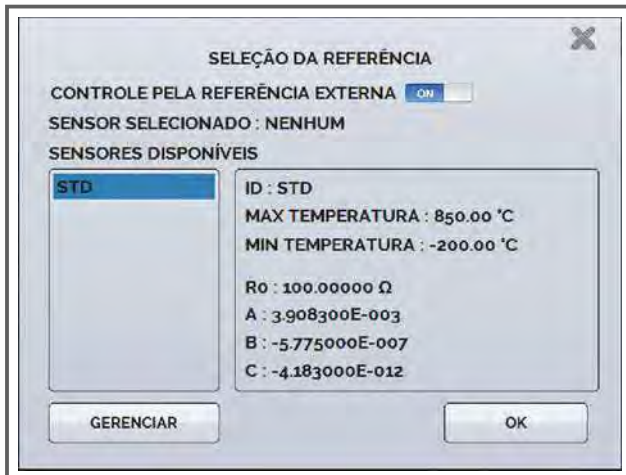 SELEÇÃO DA REFERÊNCIA
CONTROLE PELA REFERÊNCIA EXTERNA ON
SENSOR SELECIONADO : NENHUM
SENSORES DISPONÍVEIS
STD
ID : STD
MAX TEMPERATURA : 850.00 °C
MIN TEMPERATURA : -200.00 °C
R0 : 100.00000 Ω
A : 3.908300E-003
B : -5.775000E-007
C : -4.183000E-012
GERENCIAR
OK